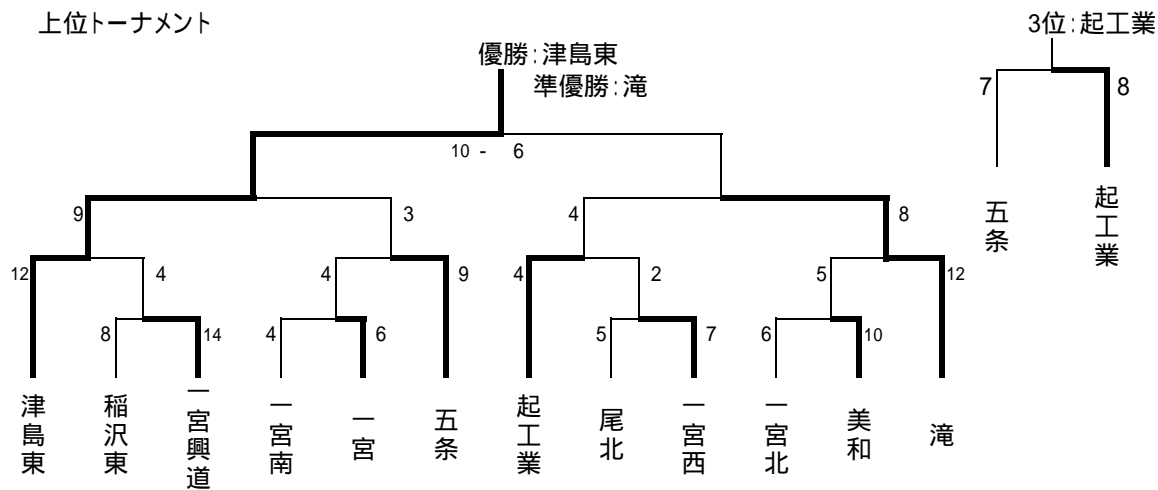 上位トーナメント
3位:起工業
優勝:津島東
準優勝:滝
7 8
10 - 6
9 3 4 8
五条 起工業
12 4 4 9 4 2 5 12
8 14 4 6 5 7 6 10
津島東 稲沢東 一宮興道 一宮南 一宮 五条 起工業 尾北 一宮西 一宮北 美和 滝